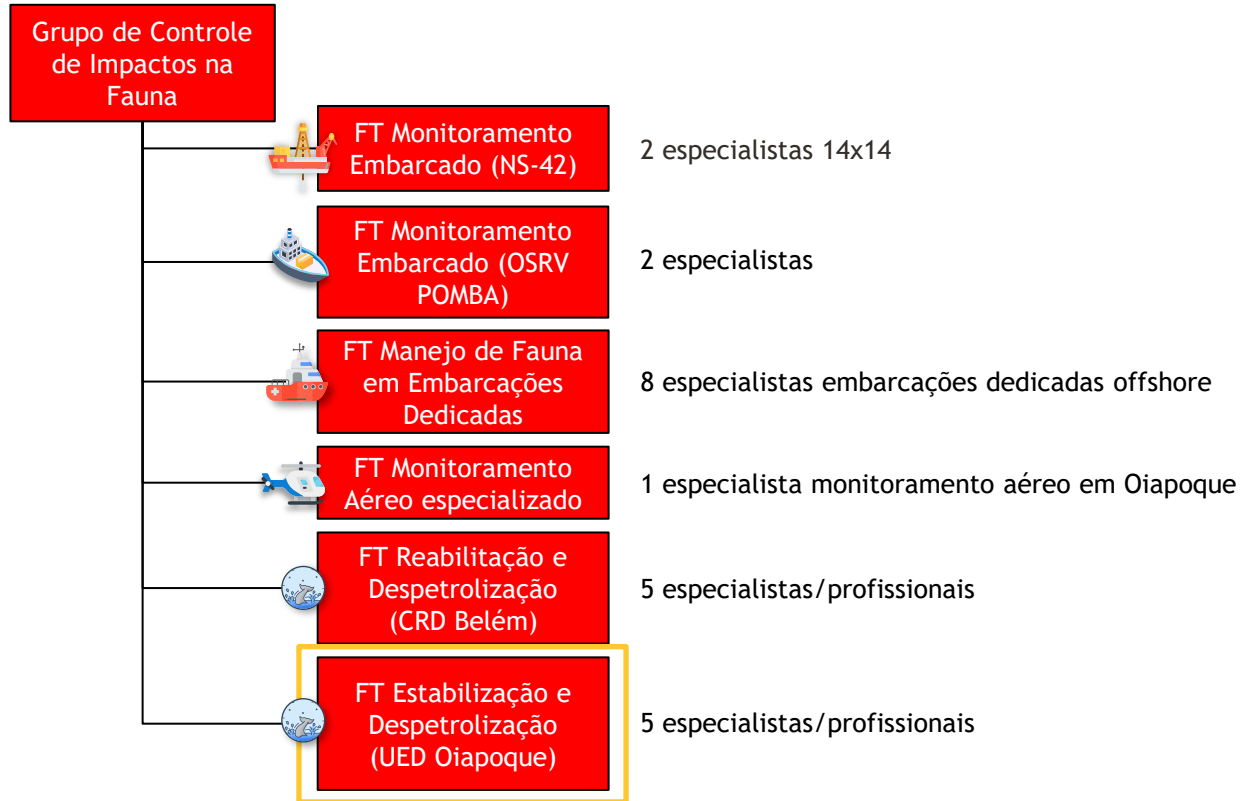 Grupo de Controle
de Impactos na
Fauna
FT Monitoramento
Embarcado (NS-42)
2 especialistas 14x14
FT Monitoramento
Embarcado (OSRV
POMBA)
2 especialistas
FT Manejo de Fauna
em Embarcações
Dedicadas
8 especialistas embarcações dedicadas offshore
FT Monitoramento
Aéreo especializado
1 especialista monitoramento aéreo em Oiapoque
FT Reabilitação e
Despetrolização
(CRD Belém)
5 especialistas/profissionais
FT Estabilização e
Despetrolização
(UED Oiapoque)
5 especialistas/profissionais